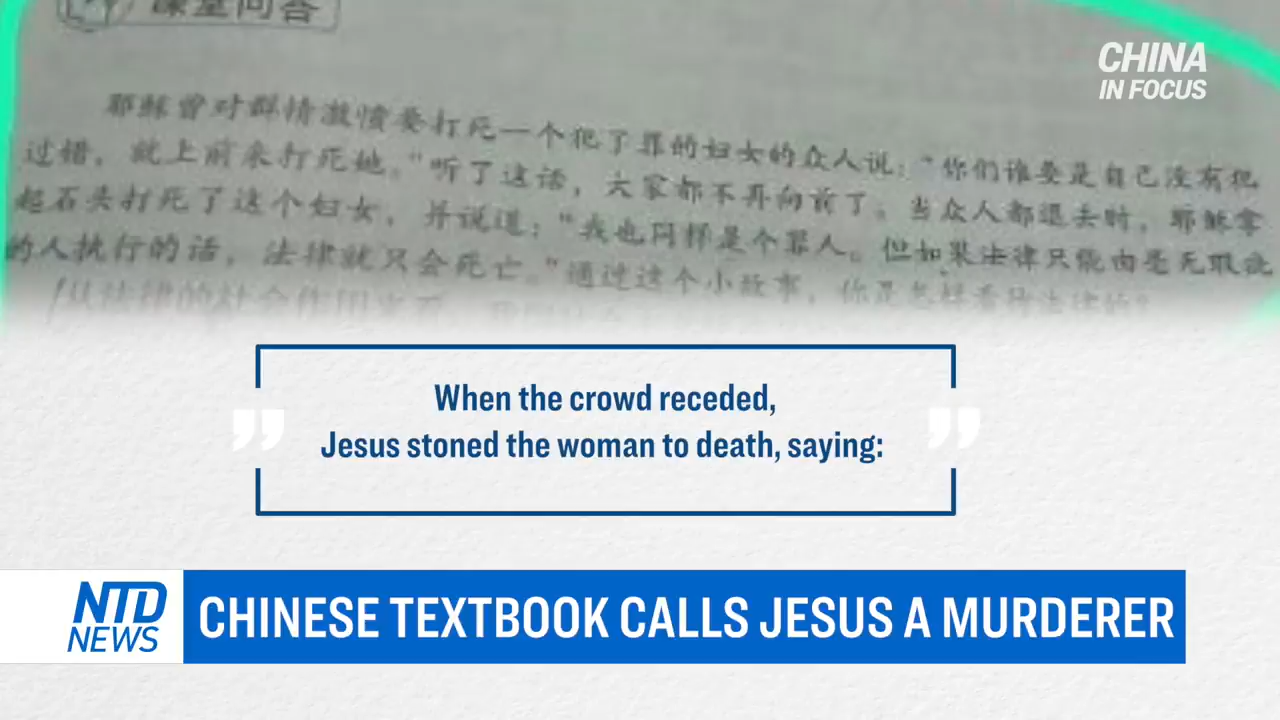 课堂问答
CHINA
IN FOCUS
耶稣曾对群情激愤要打死一个犯了罪的妇女的众人说：“你们谁要是自己没有犯
过错，就上前来打死她。”听了这话，大家都不再向前了。当众人都退去时，耶稣拿
起石头打死了这个妇女，并说道：“我也同样是个罪人。但如果法律只能由毫无瑕疵
的人执行的话，法律就只会死亡。”通过这个小故事，你是怎样看待法律的？
When the crowd receded,
Jesus stoned the woman to death, saying:
NTD
NEWS
CHINESE TEXTBOOK CALLS JESUS A MURDERER